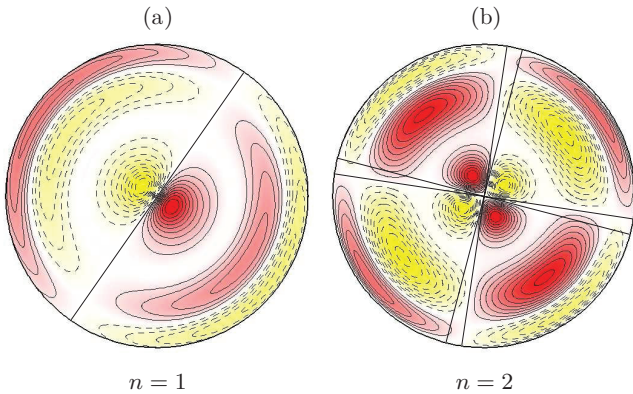 (a) (b)
n = 1 n = 2